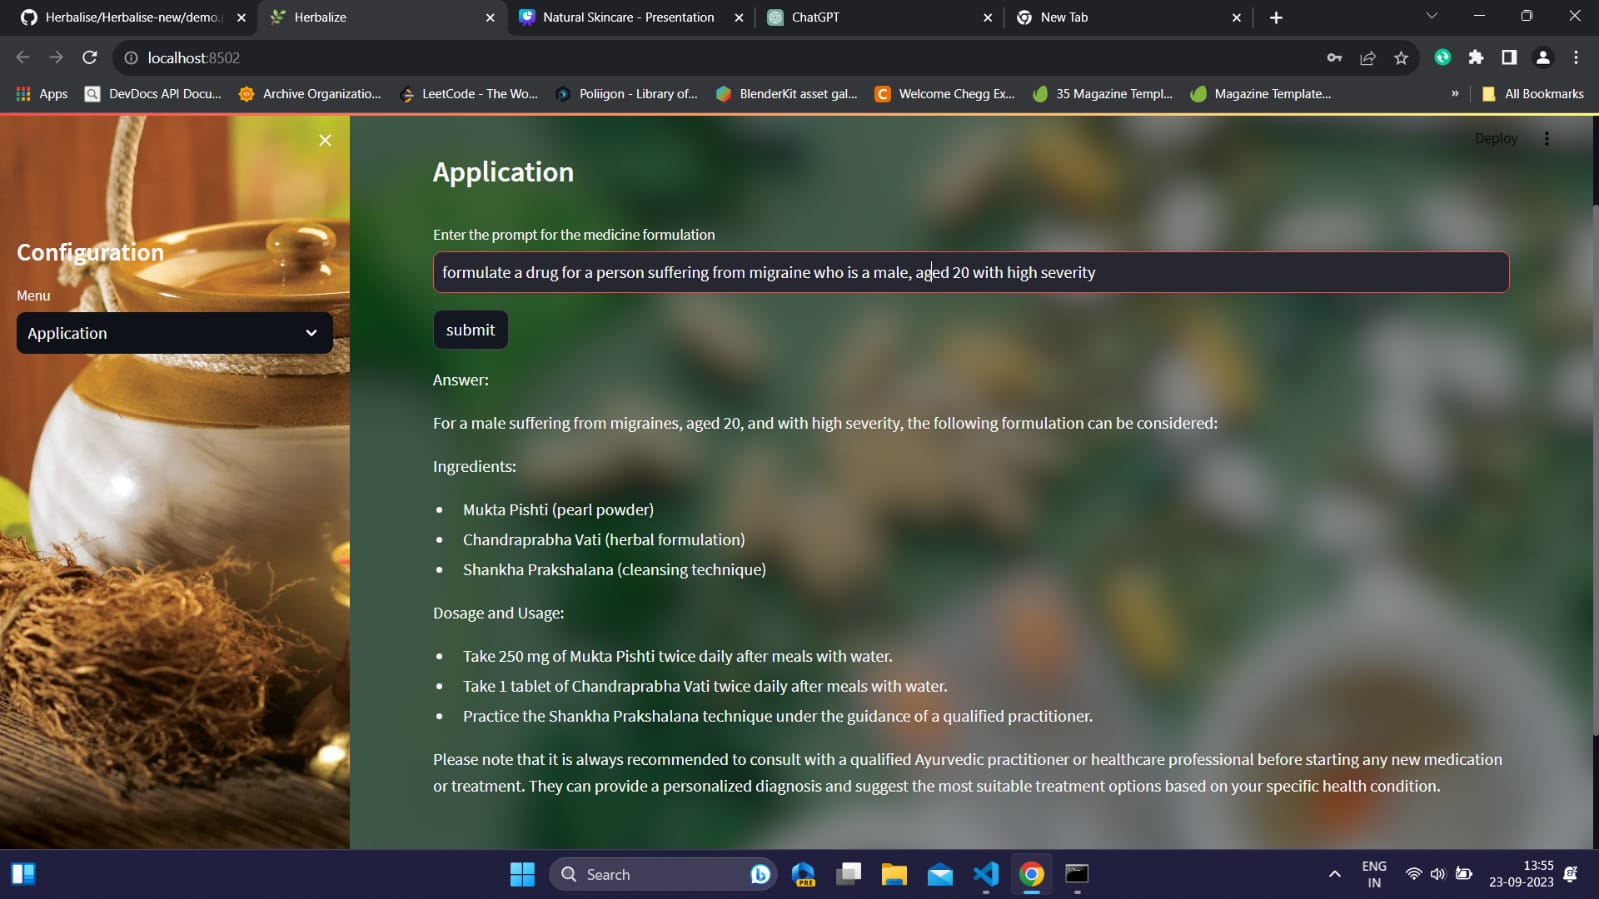 Herbalise/Herbalise-new/demo.p
Herbalize
Natural Skincare - Presentation
ChatGPT
New Tab
localhost:8502
Apps
DevDocs API Docu...
Archive Organizatio...
LeetCode - The Wo...
Poliigon - Library of...
BlenderKit asset gal...
Welcome Chegg Ex...
35 Magazine Templ...
Magazine Template...
»
All Bookmarks
Deploy
Configuration
Menu
Application
Application
Enter the prompt for the medicine formulation
formulate a drug for a person suffering from migraine who is a male, aged 20 with high severity
submit
Answer:
For a male suffering from migraines, aged 20, and with high severity, the following formulation can be considered:
Ingredients:
• Mukta Pishti (pearl powder)
• Chandraprabha Vati (herbal formulation)
• Shankha Prakshalana (cleansing technique)
Dosage and Usage:
• Take 250 mg of Mukta Pishti twice daily after meals with water.
• Take 1 tablet of Chandraprabha Vati twice daily after meals with water.
• Practice the Shankha Prakshalana technique under the guidance of a qualified practitioner.
Please note that it is always recommended to consult with a qualified Ayurvedic practitioner or healthcare professional before starting any new medication
or treatment. They can provide a personalized diagnosis and suggest the most suitable treatment options based on your specific health condition.
Search
PRE
ENG
IN
13:55
23-09-2023